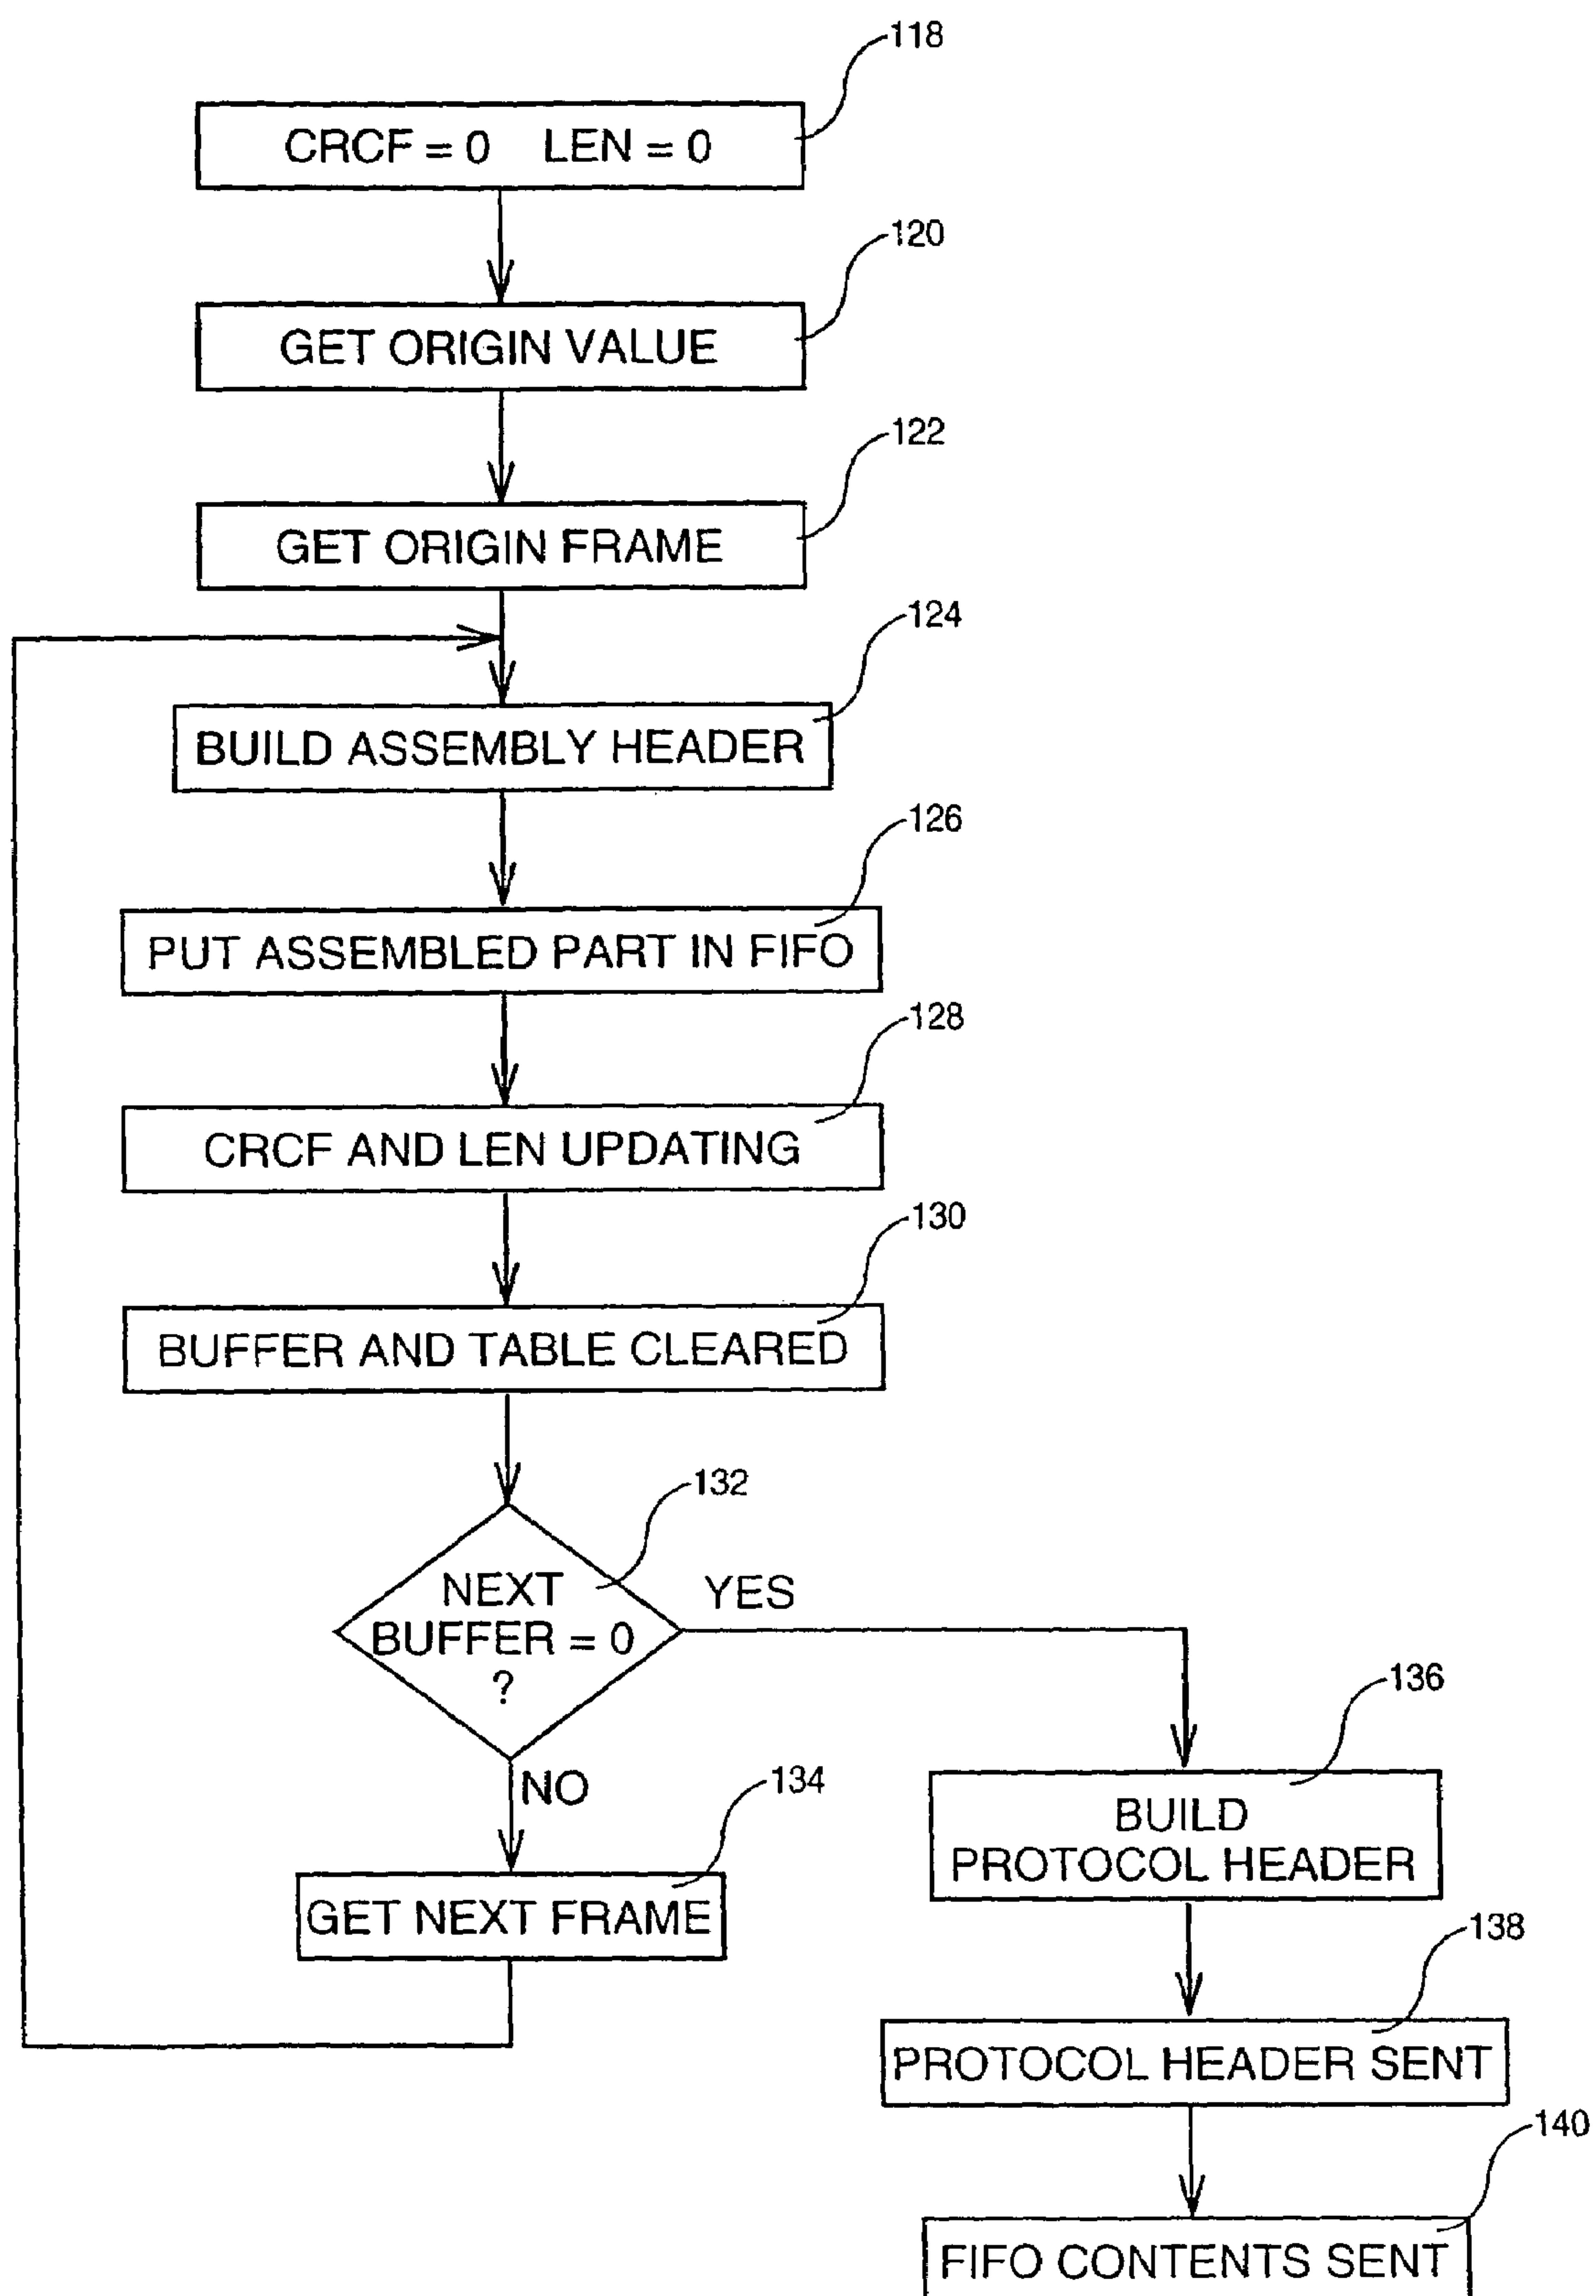 118
CRCF = 0 LEN = 0
120
GET ORIGIN VALUE
122
GET ORIGIN FRAME
124
BUILD ASSEMBLY HEADER
126
PUT ASSEMBLED PART IN FIFO
128
CRCF AND LEN UPDATING
130
BUFFER AND TABLE CLEARED
132
NEXT
BUFFER = 0
?
YES
NO
134
GET NEXT FRAME
136
BUILD
PROTOCOL HEADER
138
PROTOCOL HEADER SENT
140
FIFO CONTENTS SENT